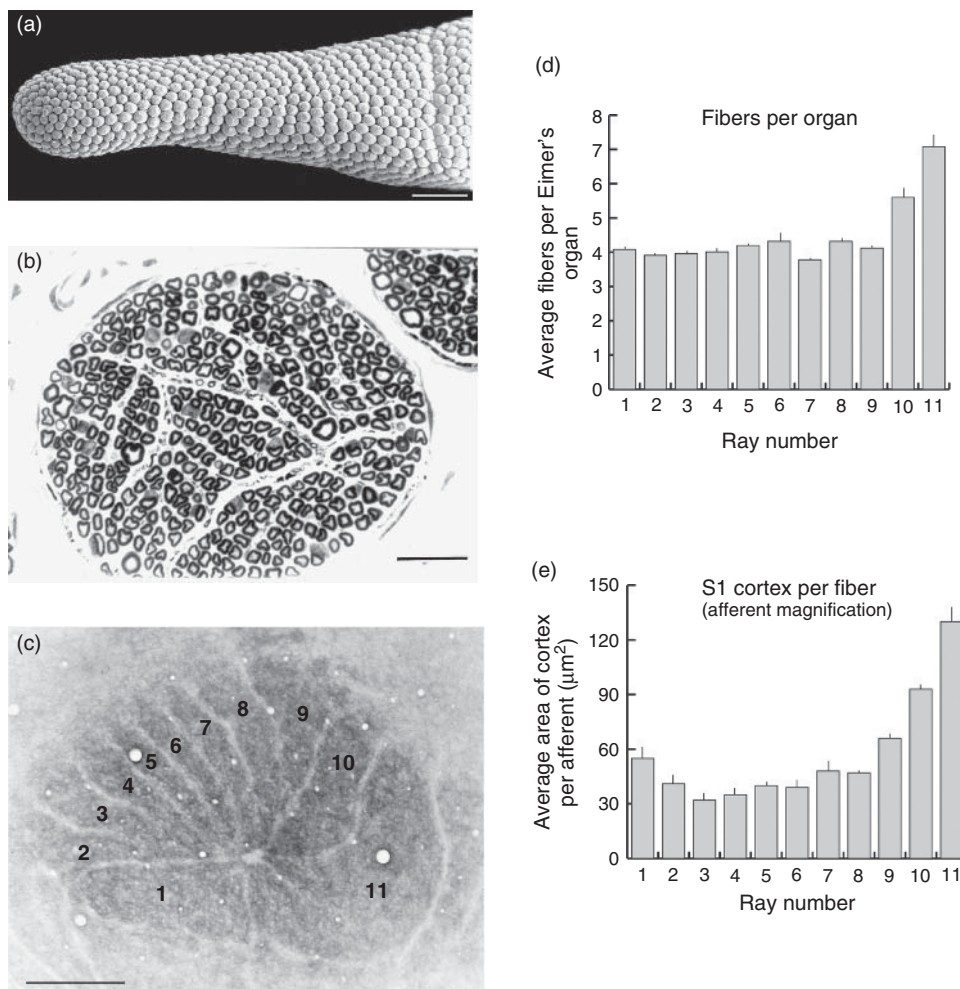 (a)
(b)
(c)
1
2
3
4
5
6
7
8
9
10
11
(d)
Fibers per organ
Average fibers per Eimer's
organ
8
7
6
5
4
3
2
1
0
1 2 3 4 5 6 7 8 9 10 11
Ray number
(e)
S1 cortex per fiber
(afferent magnification)
Average area of cortex
per afferent (μm²)
150
120
90
60
30
0
1 2 3 4 5 6 7 8 9 10 11
Ray number